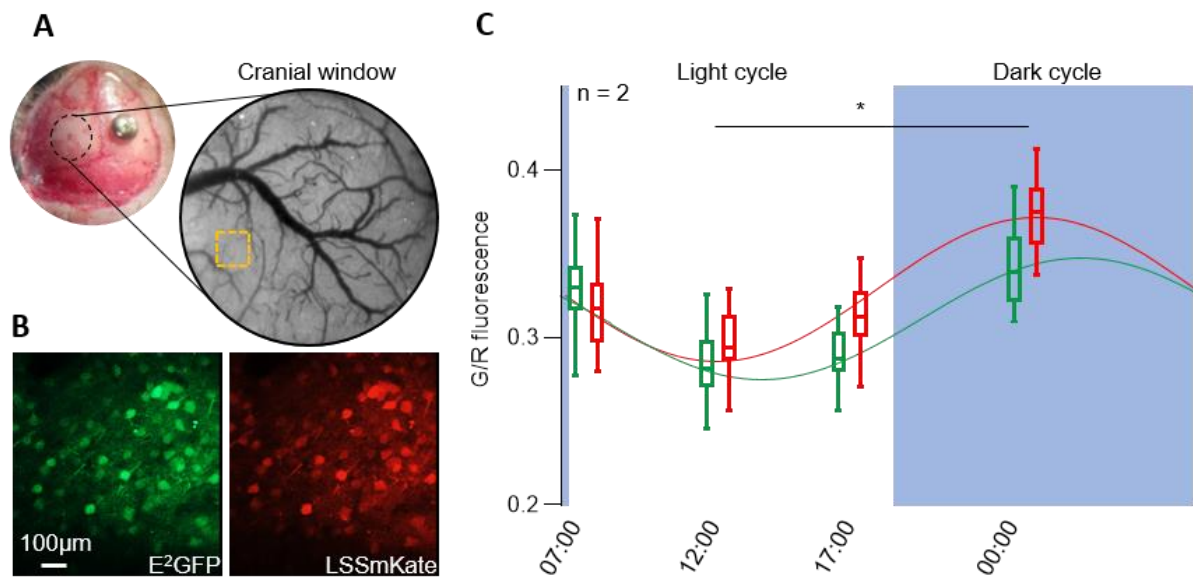 A
Cranial window
B
100µm
E²GFP
LSSmKate
C
Light cycle
Dark cycle
n = 2
*
G/R fluorescence
0.4
0.3
0.2
07:00
12:00
17:00
00:00